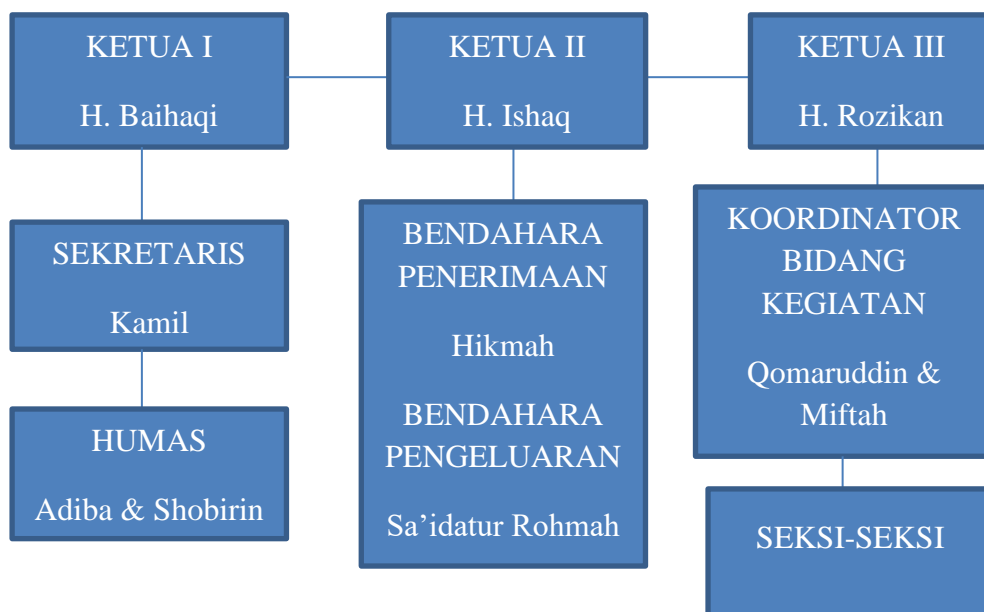 KETUA I
H. Baihaqi
KETUA II
H. Ishaq
KETUA III
H. Rozikan
SEKRETARIS
Kamil
HUMAS
Adiba & Shobirin
BENDAHARA
PENERIMAAN
Hikmah
BENDAHARA
PENGELUARAN
Sa’idatur Rohmah
KOORDINATOR
BIDANG
KEGIATAN
Qomaruddin &
Miftah
SEKSI-SEKSI